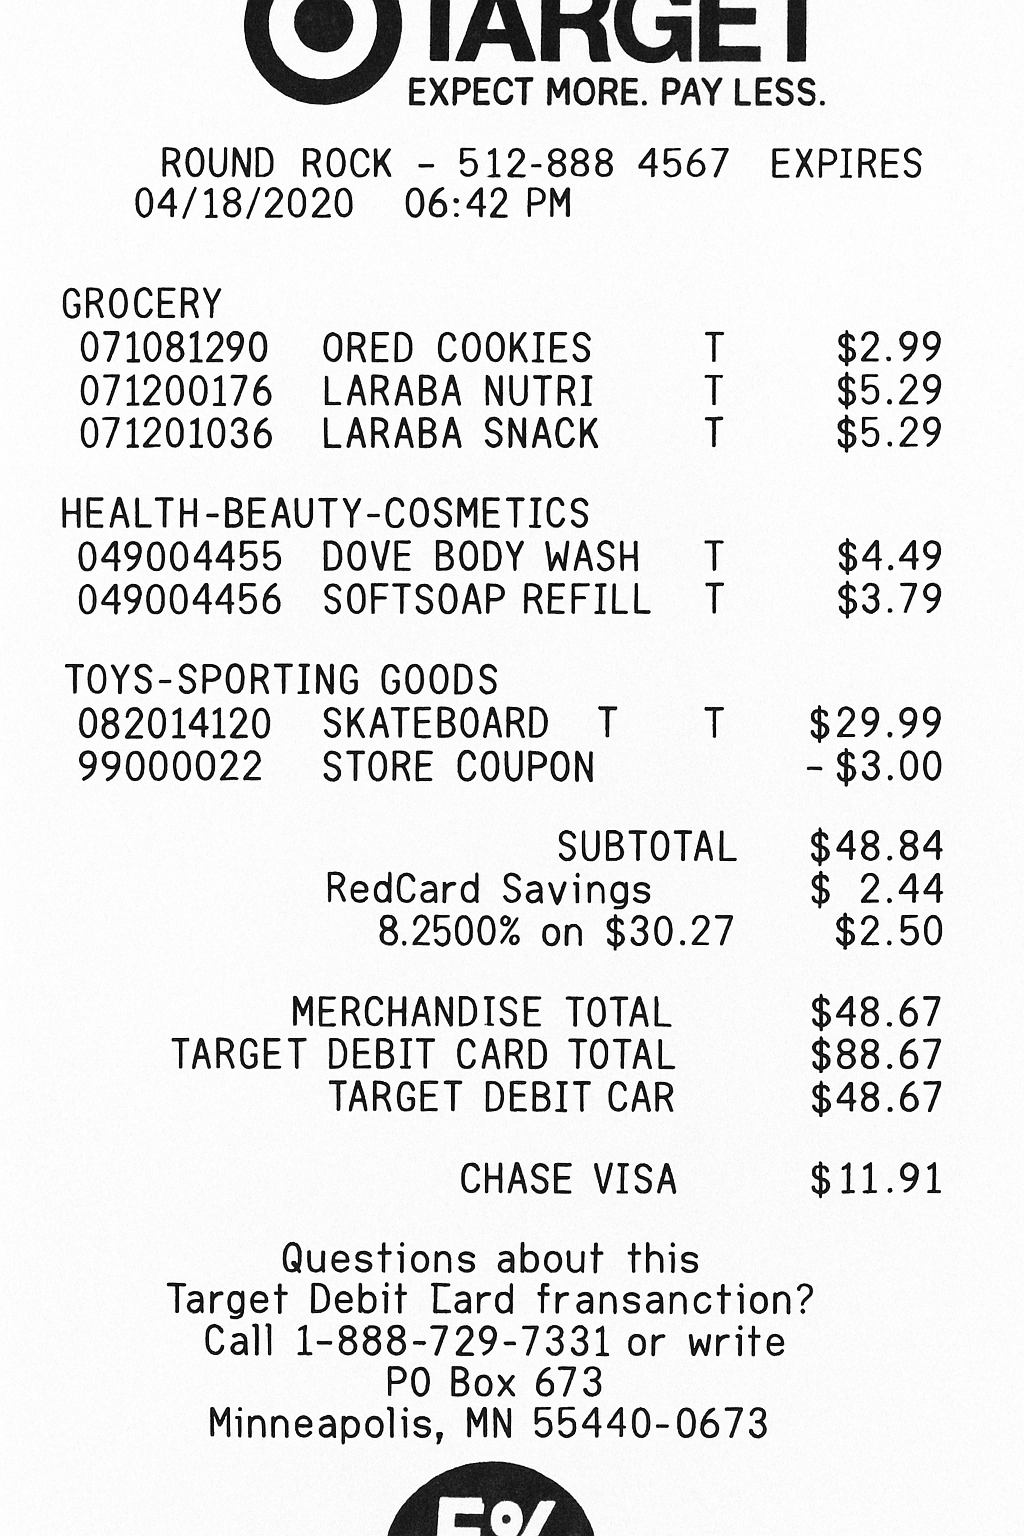 TARGET
EXPECT MORE. PAY LESS.
ROUND ROCK - 512-888 4567 EXPIRES
04/18/2020 06:42 PM
GROCERY
071081290 ORED COOKIES T $2.99
071200176 LARABA NUTRI T $5.29
071201036 LARABA SNACK T $5.29
HEALTH-BEAUTY-COSMETICS
049004455 DOVE BODY WASH T $4.49
049004456 SOFTSOAP REFILL T $3.79
TOYS-SPORTING GOODS
082014120 SKATEBOARD T T $29.99
99000022 STORE COUPON -$3.00
SUBTOTAL $48.84
RedCard Savings $ 2.44
8.2500% on $30.27 $2.50
MERCHANDISE TOTAL $48.67
TARGET DEBIT CARD TOTAL $88.67
TARGET DEBIT CAR $48.67
CHASE VISA $11.91
Questions about this
Target Debit Eard fransanction?
Call 1-888-729-7331 or write
PO Box 673
Minneapolis, MN 55440-0673
5%